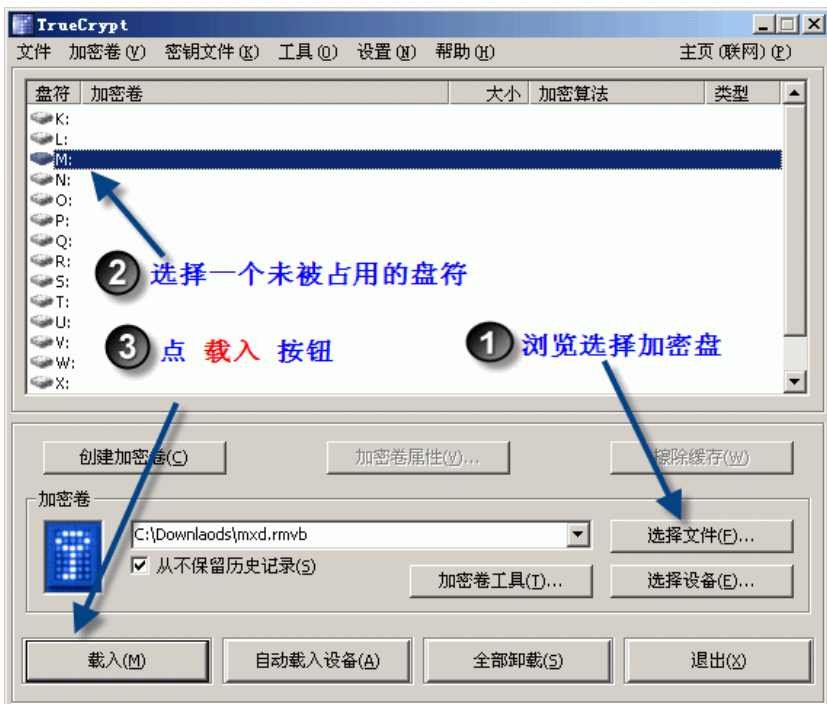 TrueCrypt
文件 加密卷(V) 密钥文件(K) 工具(O) 设置(N) 帮助(H) 主页(联网)(P)
盘符 加密卷 大小 加密算法 类型
K:
L:
M:
N:
O:
P:
Q:
R:
S:
T:
U:
V:
W:
X:
2 选择一个未被占用的盘符
3 点 载入 按钮
1 浏览选择加密盘
创建加密卷(C) 加密卷属性(V)... 擦除缓存(W)
加密卷
C:\Downlaods\mxd.rmvb 选择文件(F)...
从不保留历史记录(S)
加密卷工具(T)... 选择设备(E)...
载入(M) 自动载入设备(A) 全部卸载(S) 退出(X)